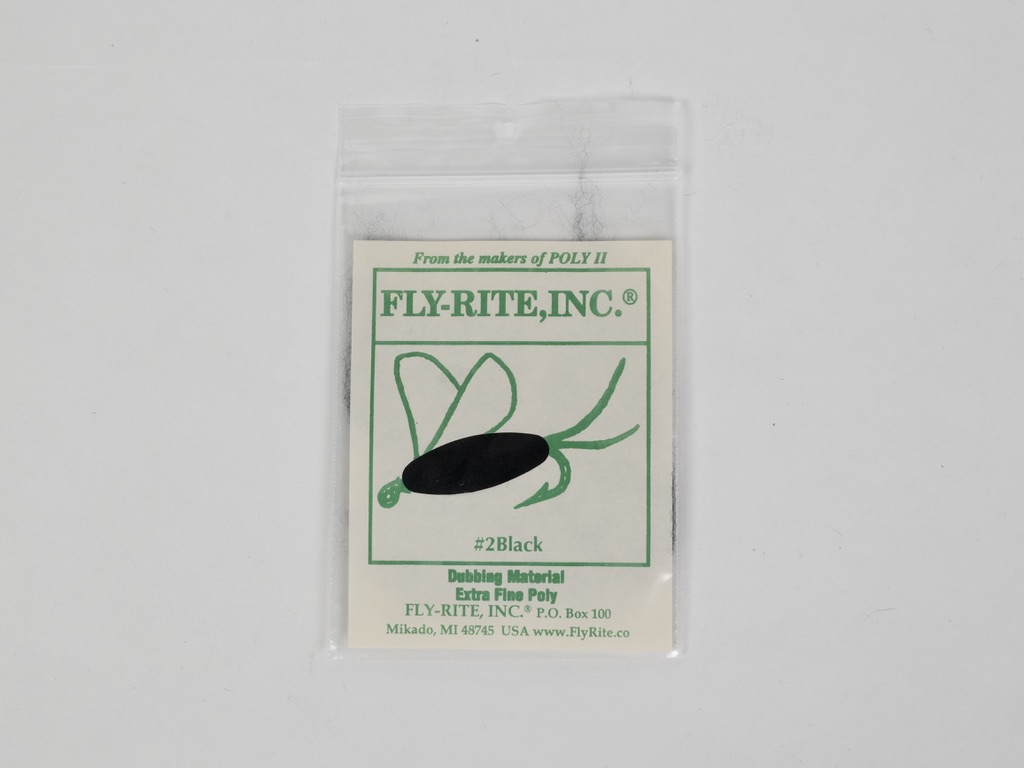 From the makers of POLY II
FLY-RITE,INC.®
#2Black
Dubbing Material
Extra Fine Poly
FLY-RITE, INC.® P.O. Box 100
Mikado, MI 48745 USA www.FlyRite.co